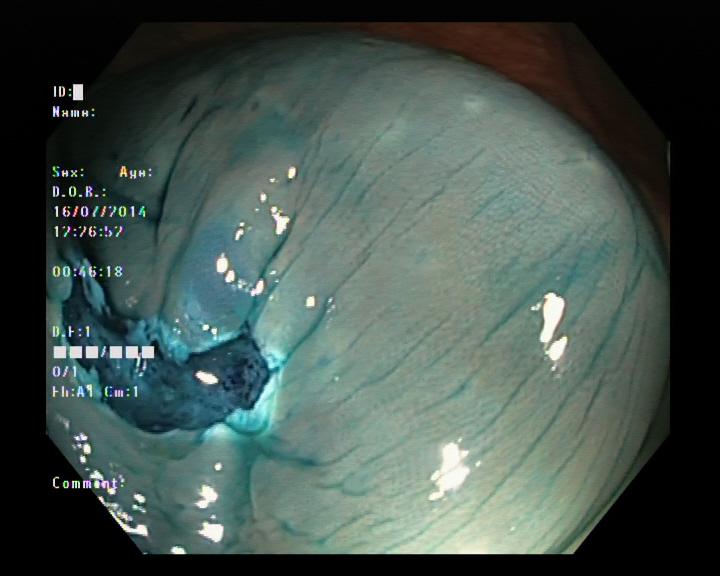 ID:
Name:
Sex: Age:
D.O.B.:
16/07/2014
12:26:52
00:46:18
D.F:1
0/1
Ph:A1 Cm:1
Comment: